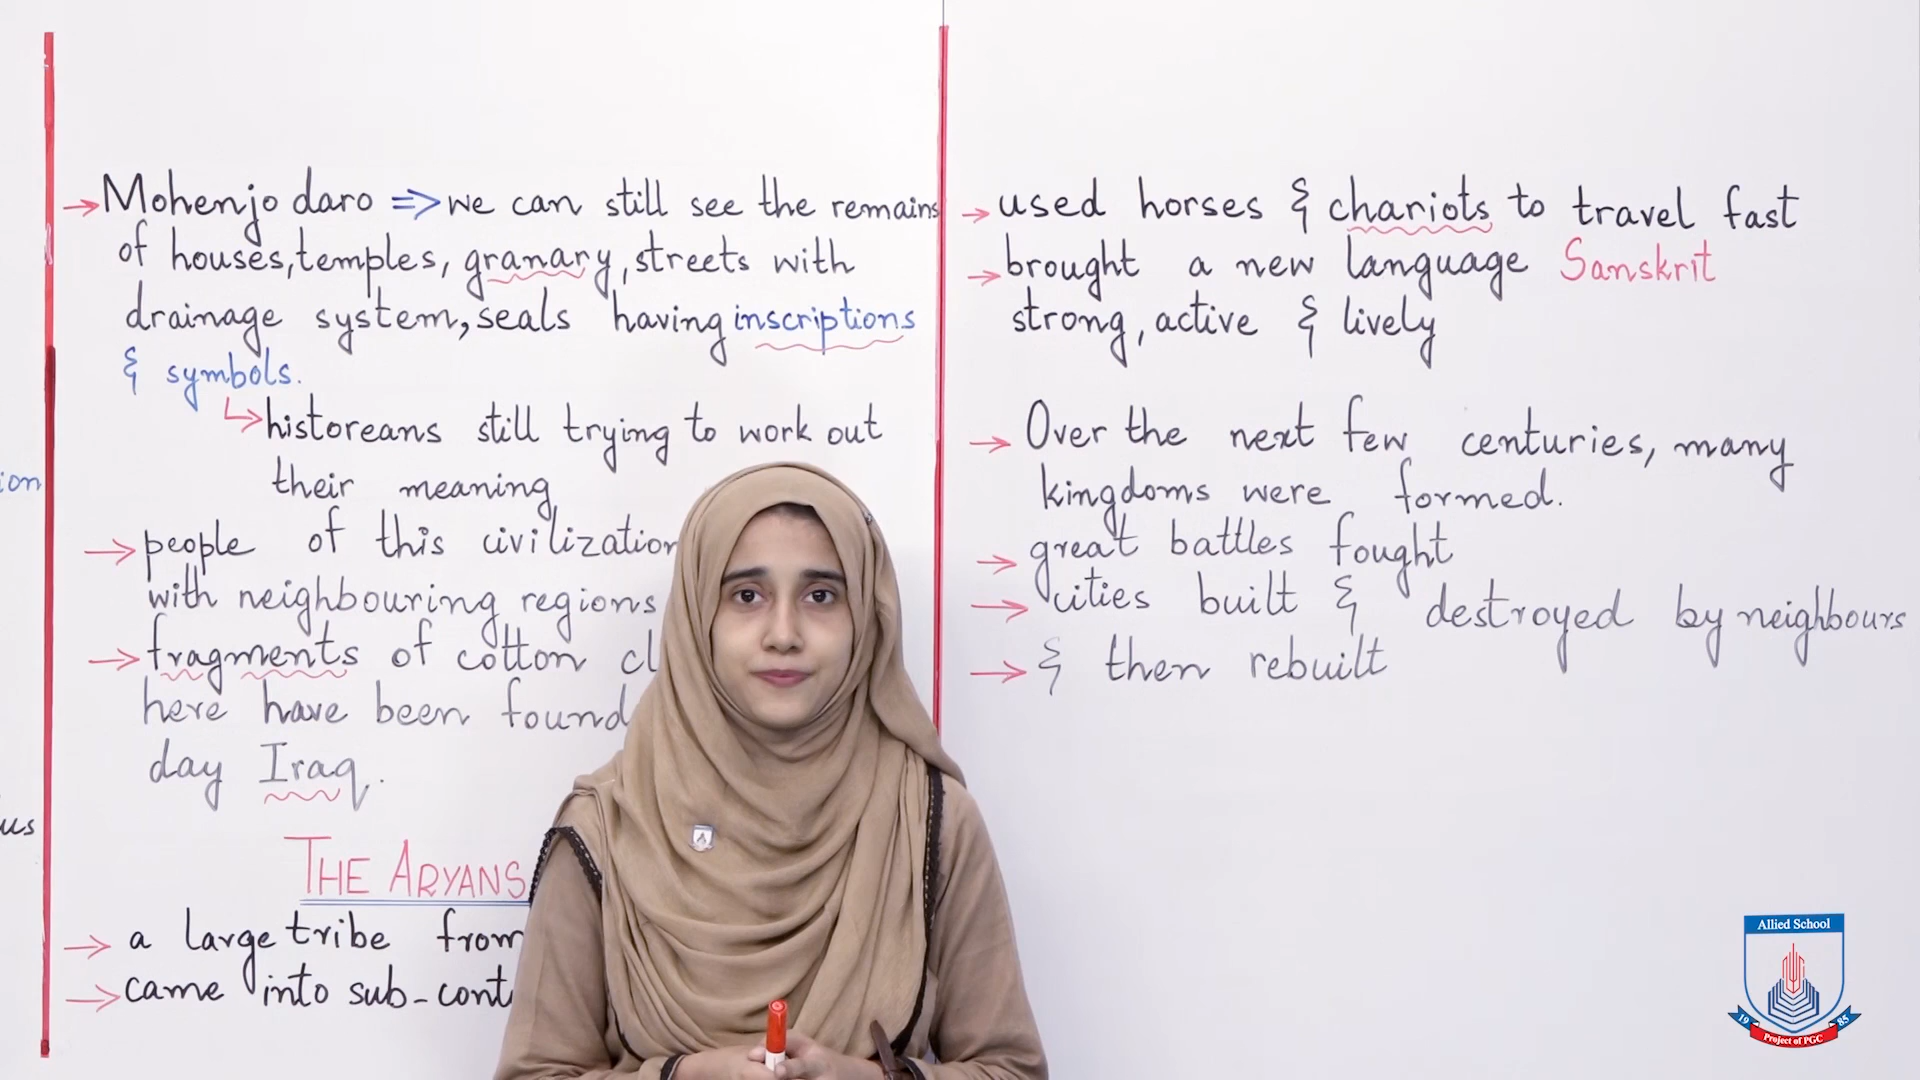 → Mohenjo daro => we can still see the remains
of houses, temples, granary, streets with
drainage system, seals having inscriptions
& symbols.
↳ historeans still trying to work out
their meaning
→ people of this civilization
with neighbouring regions
→ fragments of cotton cl
here have been found
day Iraq.
THE ARYANS
→ a large tribe from
→ came into sub-cont
→ used horses & chariots to travel fast
→ brought a new language Sanskrit
strong, active & lively
→ Over the next few centuries, many
kingdoms were formed.
→ great battles fought
→ cities built & destroyed by neighbours
→ & then rebuilt
ion
us
Allied School
19 85
Project of PGC